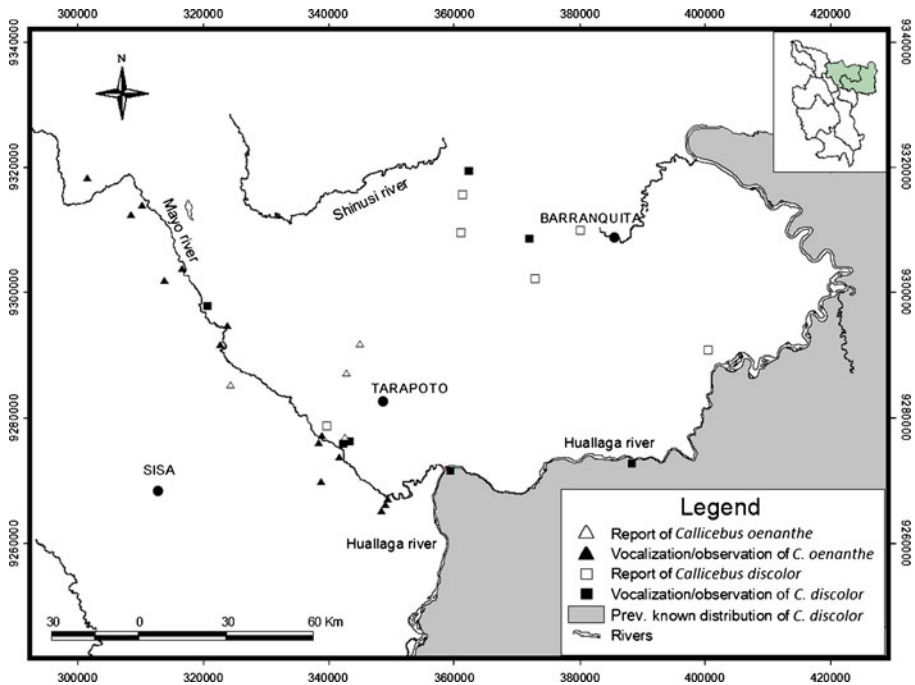 300000 320000 340000 360000 380000 400000 420000
9340000 9340000
N
9320000 9320000
Shinusi river
Mayo river
BARRANQUITA
9300000 9300000
TARAPOTO
9280000 9280000
SISA
Huallaga river
Huallaga river
9260000 9260000
Legend
Report of Callicebus oenanthe
Vocalization/observation of C. oenanthe
Report of Callicebus discolor
Vocalization/observation of C. discolor
Prev. known distribution of C. discolor
Rivers
30 0 30 60 Km
300000 320000 340000 360000 380000 400000 420000